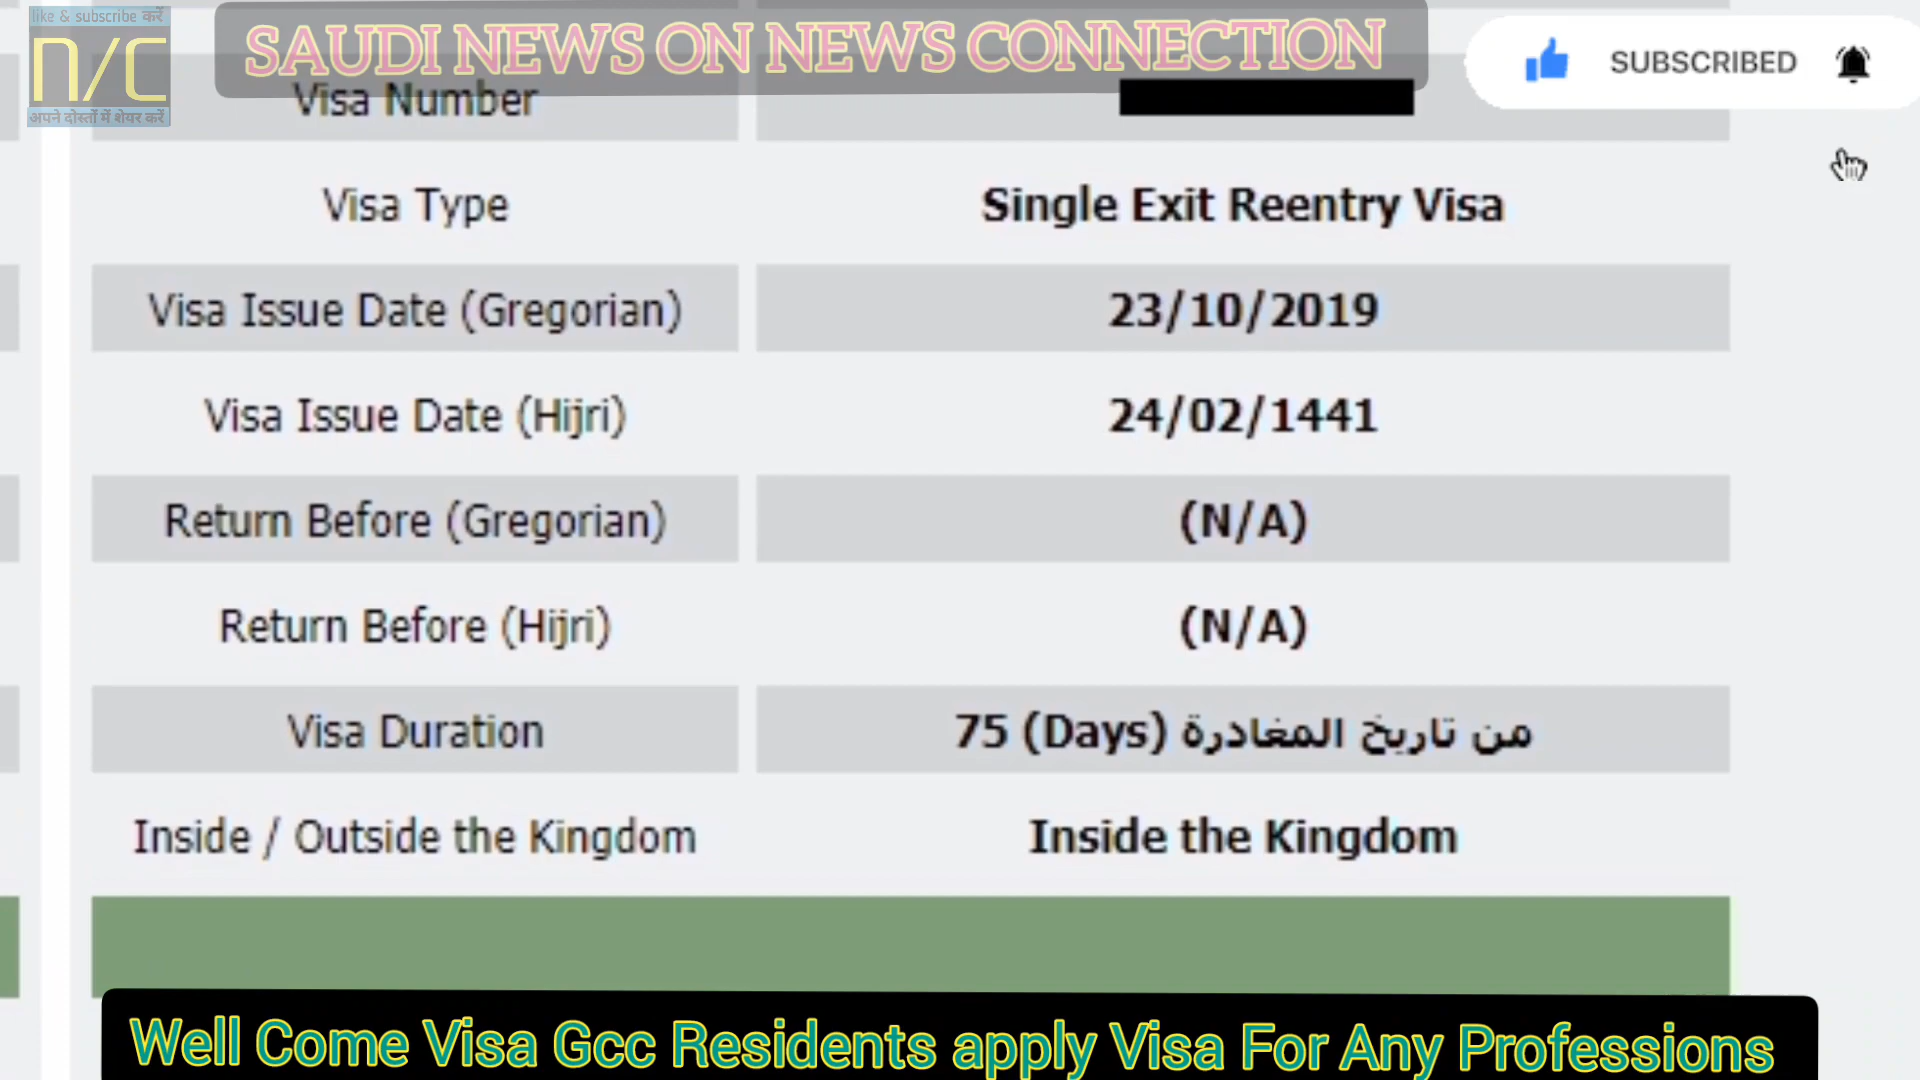 like & subscribe करें
n/c
अपने दोस्तों में शेयर करें
SAUDI NEWS ON NEWS CONNECTION
SUBSCRIBED
Visa Number
Visa Type Single Exit Reentry Visa
Visa Issue Date (Gregorian) 23/10/2019
Visa Issue Date (Hijri) 24/02/1441
Return Before (Gregorian) (N/A)
Return Before (Hijri) (N/A)
Visa Duration 75 (Days) من تاريخ المغادرة
Inside / Outside the Kingdom Inside the Kingdom
Well Come Visa Gcc Residents apply Visa For Any Professions